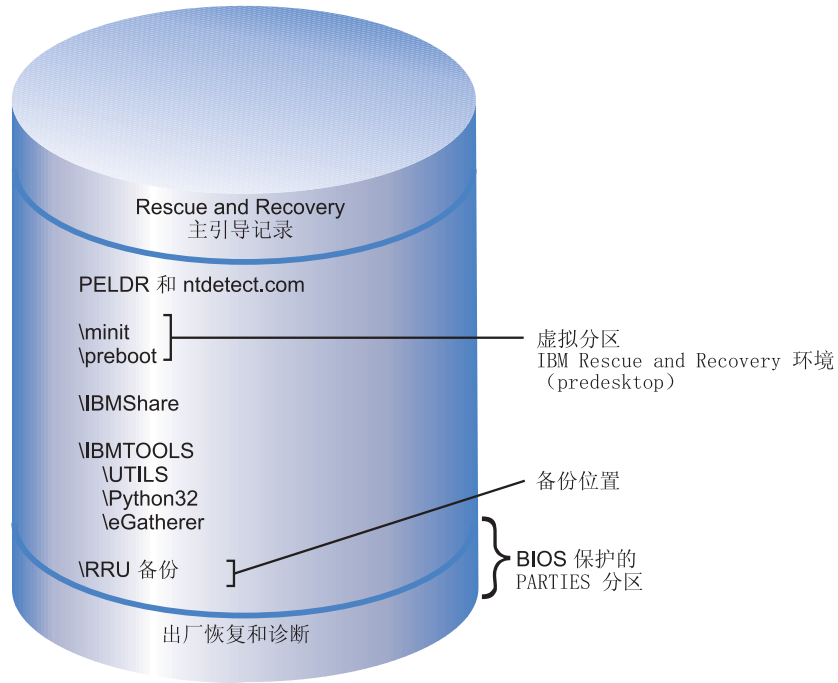 Rescue and Recovery
主引导记录
PELDR 和 ntdetect.com
\minit
\preboot
虚拟分区
IBM Rescue and Recovery 环境
（predesktop）
\IBMShare
\IBMTOOLS
\UTILS
\Python32
\eGatherer
备份位置
\RRU 备份
BIOS 保护的
PARTIES 分区
出厂恢复和诊断